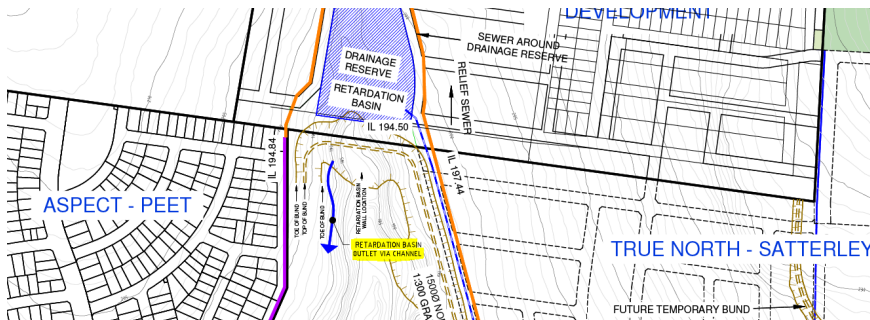 DEVELOPMENT
SEWER AROUND
DRAINAGE RESERVE
DRAINAGE
RESERVE
RETARDATION
BASIN
RELIEF SEWER
IL 194.50
IL 194.84
IL 197.44
ASPECT - PEET
TOE OF BUND
TOP OF BUND
TOE OF BUND
RETARDATION BASIN
WALL LOCATION
RETARDATION BASIN
OUTLET VIA CHANNEL
TRUE NORTH - SATTERLEY
1500Ø NO
1:300 GRA
FUTURE TEMPORARY BUND